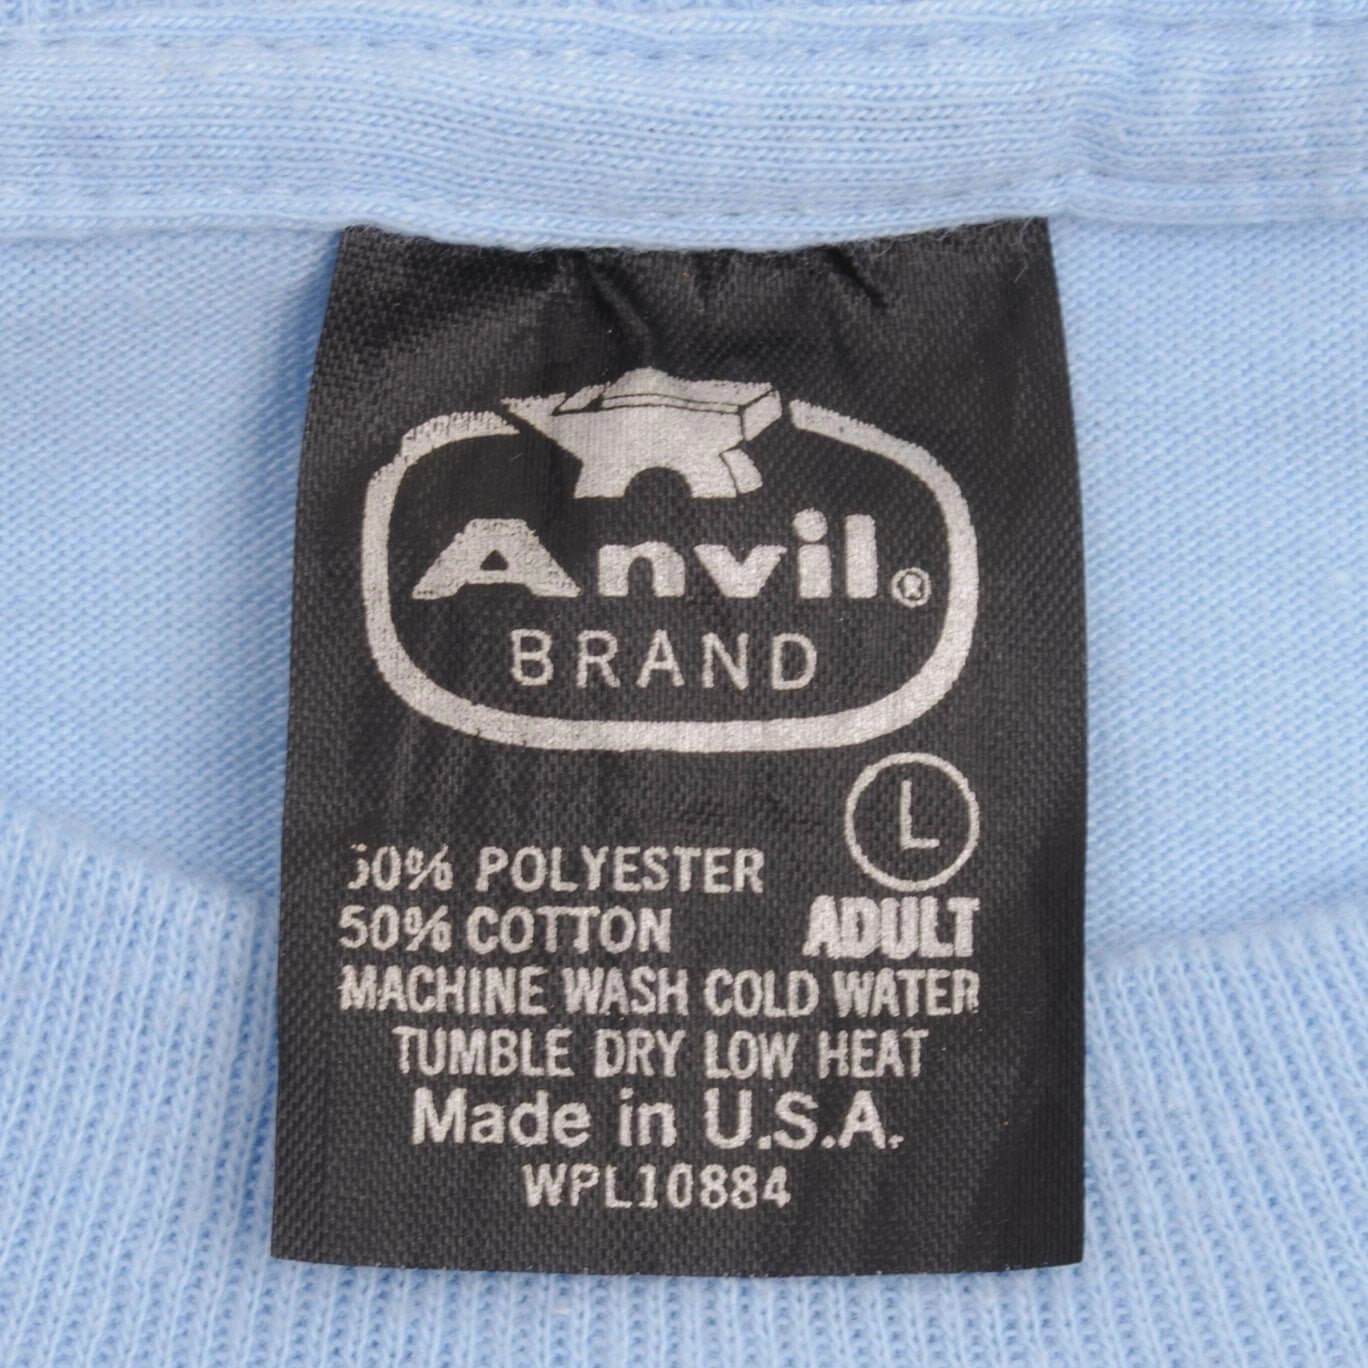 Anvil®
BRAND
L
50% POLYESTER
50% COTTON ADULT
MACHINE WASH COLD WATER
TUMBLE DRY LOW HEAT
Made in U.S.A.
WPL10884